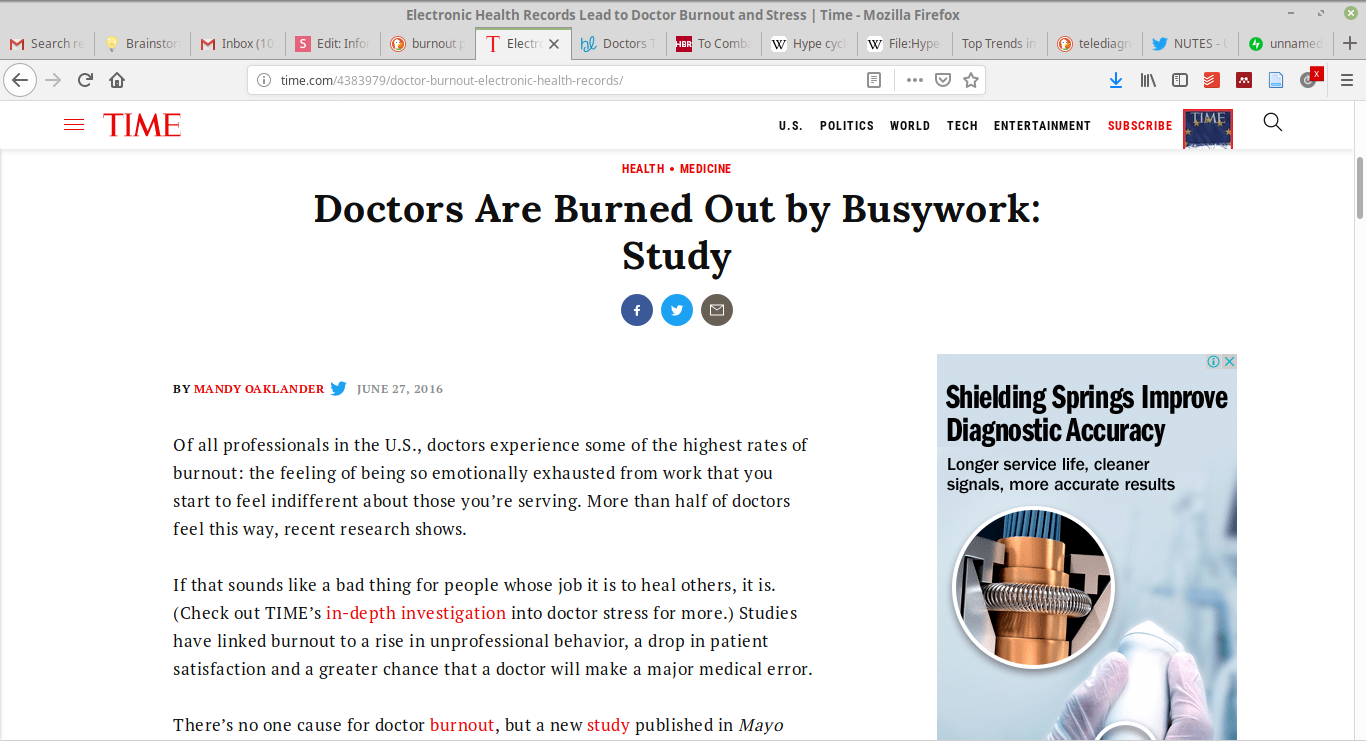 Electronic Health Records Lead to Doctor Burnout and Stress | Time - Mozilla Firefox
Search re
Brainstor
Inbox (10
Edit: Infor
burnout p
Electr
Doctors T
To Comba
Hype cycl
File:Hype
Top Trends in
telediagn
NUTES - U
unnamed
time.com/4383979/doctor-burnout-electronic-health-records/
TIME
U.S.
POLITICS
WORLD
TECH
ENTERTAINMENT
SUBSCRIBE
TIME
HEALTH • MEDICINE
Doctors Are Burned Out by Busywork:
Study
BY MANDY OAKLANDER JUNE 27, 2016
Of all professionals in the U.S., doctors experience some of the highest rates of
burnout: the feeling of being so emotionally exhausted from work that you
start to feel indifferent about those you’re serving. More than half of doctors
feel this way, recent research shows.
If that sounds like a bad thing for people whose job it is to heal others, it is.
(Check out TIME’s in-depth investigation into doctor stress for more.) Studies
have linked burnout to a rise in unprofessional behavior, a drop in patient
satisfaction and a greater chance that a doctor will make a major medical error.
There’s no one cause for doctor burnout, but a new study published in Mayo
Shielding Springs Improve
Diagnostic Accuracy
Longer service life, cleaner
signals, more accurate results